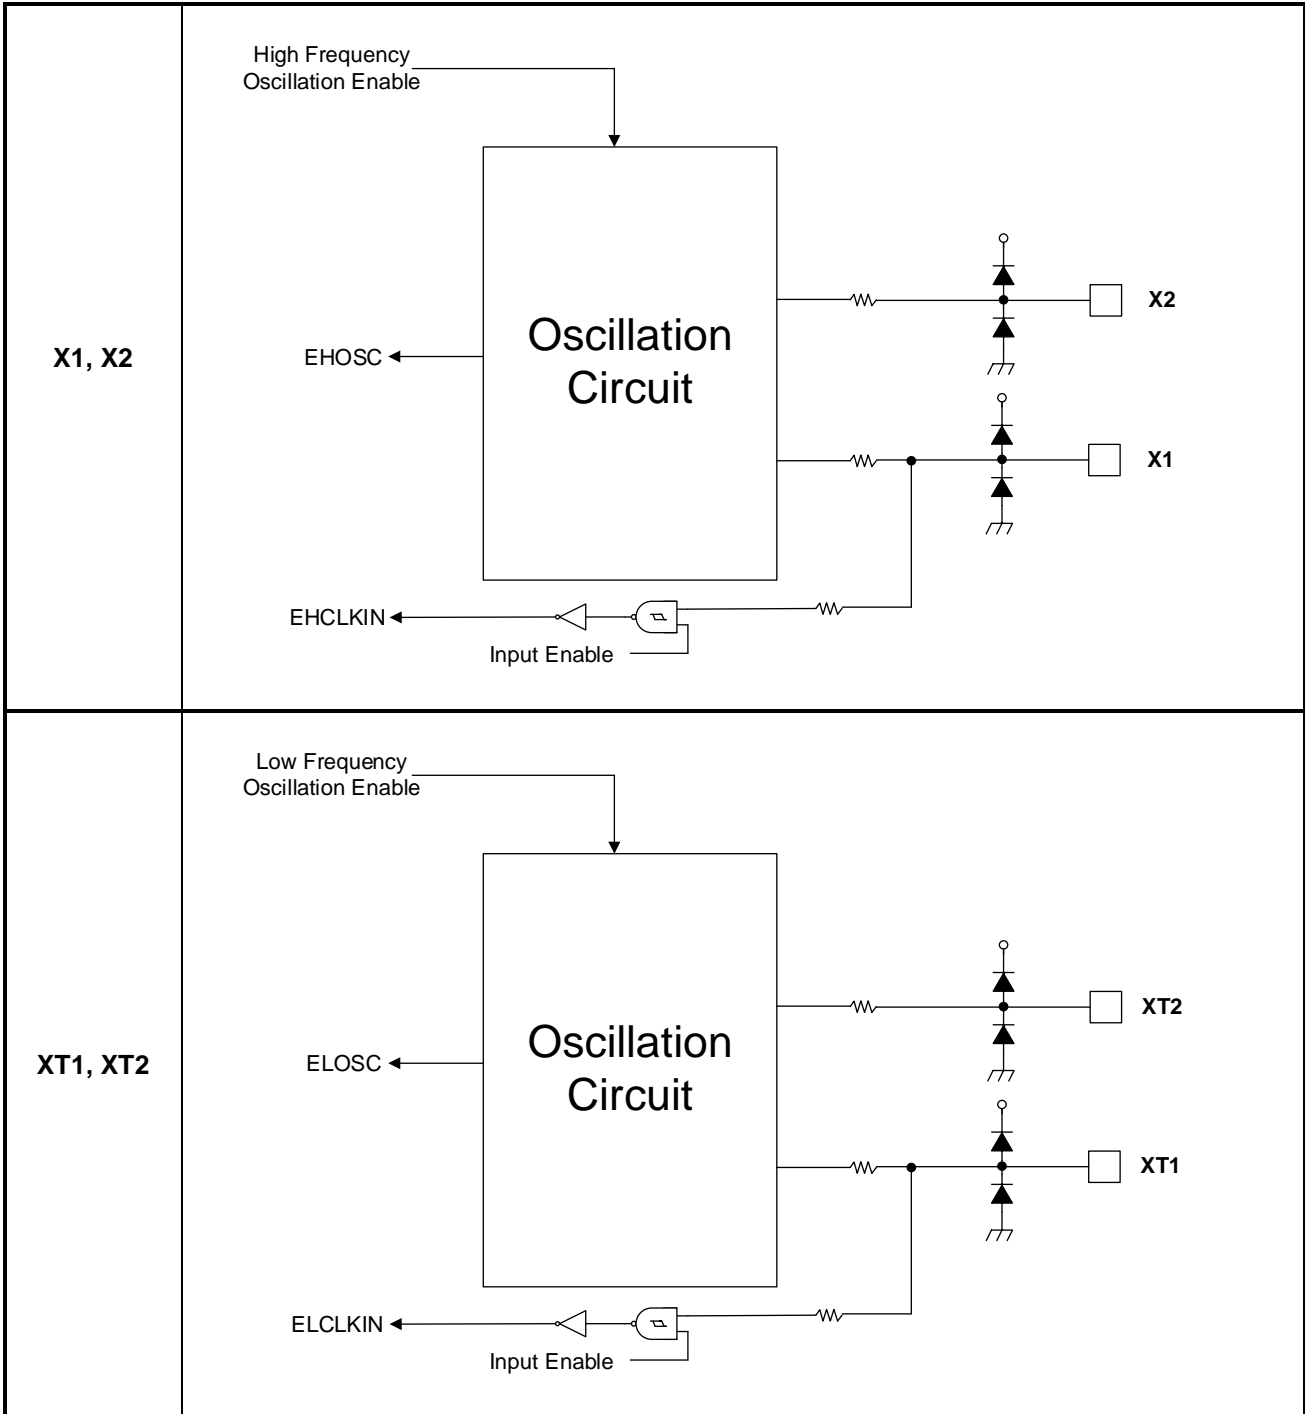 X1, X2
High Frequency
Oscillation Enable
Oscillation
Circuit
X2
EHOSC
X1
EHCLKIN
Input Enable
XT1, XT2
Low Frequency
Oscillation Enable
Oscillation
Circuit
XT2
ELOSC
XT1
ELCLKIN
Input Enable